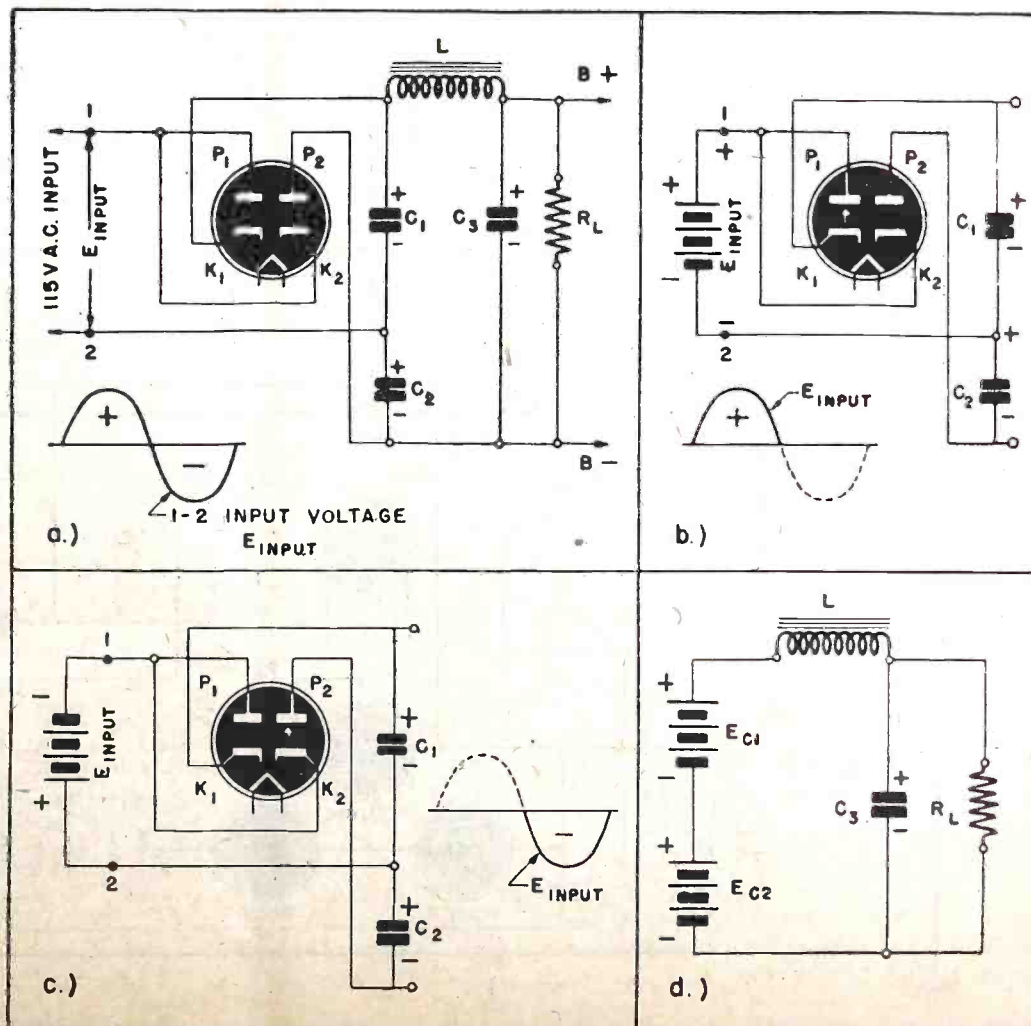 L
B +
1
P1
P2
115V A.C. INPUT
E INPUT
+
-
C1
+
-
C3
RL
K1
K2
2
+
-
C2
B -
+
-
1-2 INPUT VOLTAGE
E INPUT
a.)
1
+
+
-
E INPUT
P1
P2
+
-
C1
K1
K2
-
2
+
-
C2
+
E INPUT
b.)
1
-
+
E INPUT
P1
P2
+
-
C1
K1
K2
2
+
-
C2
-
E INPUT
c.)
L
+
-
EC1
+
-
C3
RL
+
-
EC2
d.)